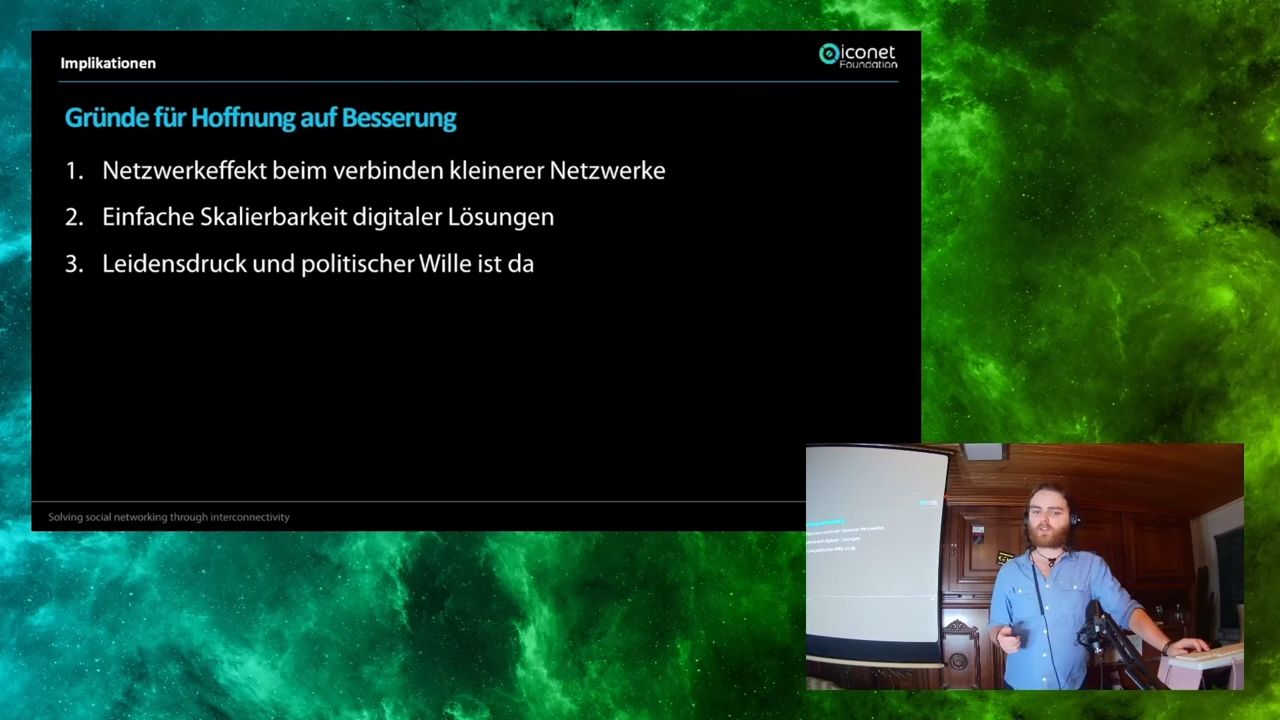 Implikationen
iconet
Foundation
Gründe für Hoffnung auf Besserung
1. Netzwerkeffekt beim verbinden kleinerer Netzwerke
2. Einfache Skalierbarkeit digitaler Lösungen
3. Leidensdruck und politischer Wille ist da
Solving social networking through interconnectivity